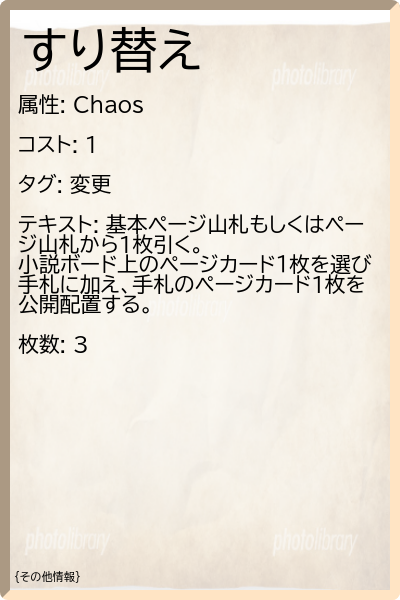 すり替え
photolibrary
photolibrary
属性: Chaos
コスト: 1
タグ: 変更
テキスト: 基本ページ山札もしくはペー
ジ山札から1枚引く。
小説ボード上のページカード1枚を選び
手札に加え、手札のページカード1枚を
公開配置する。
枚数: 3
photolibrary
photolibrary
{その他情報}